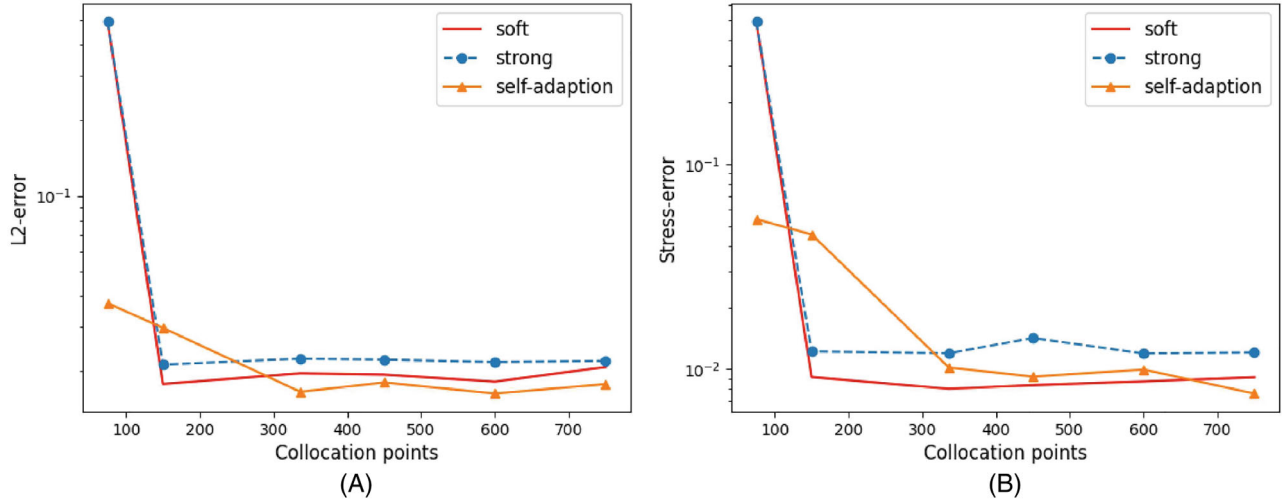 soft
strong
self-adaption
L2-error
10⁻¹
100 200 300 400 500 600 700
Collocation points
(A)
soft
strong
self-adaption
Stress-error
10⁻¹
10⁻²
100 200 300 400 500 600 700
Collocation points
(B)